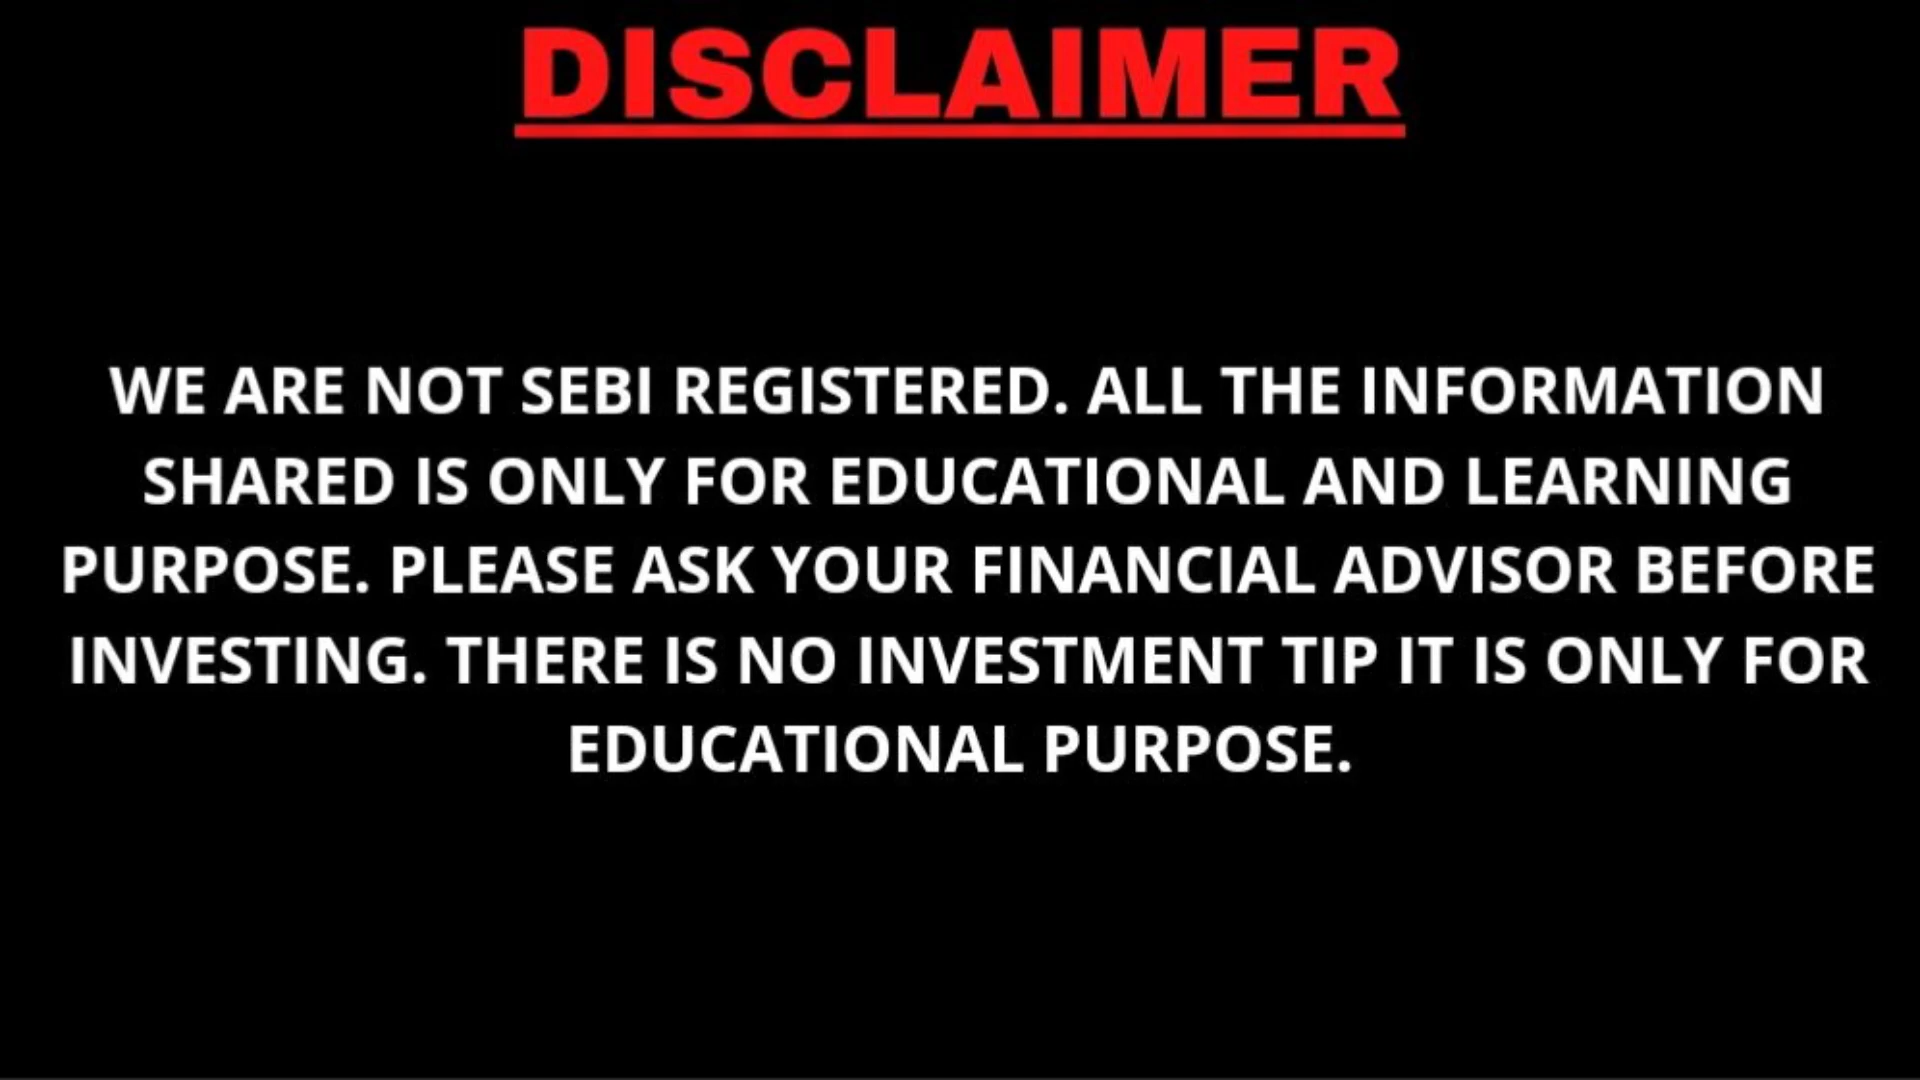 DISCLAIMER
WE ARE NOT SEBI REGISTERED. ALL THE INFORMATION
SHARED IS ONLY FOR EDUCATIONAL AND LEARNING
PURPOSE. PLEASE ASK YOUR FINANCIAL ADVISOR BEFORE
INVESTING. THERE IS NO INVESTMENT TIP IT IS ONLY FOR
EDUCATIONAL PURPOSE.